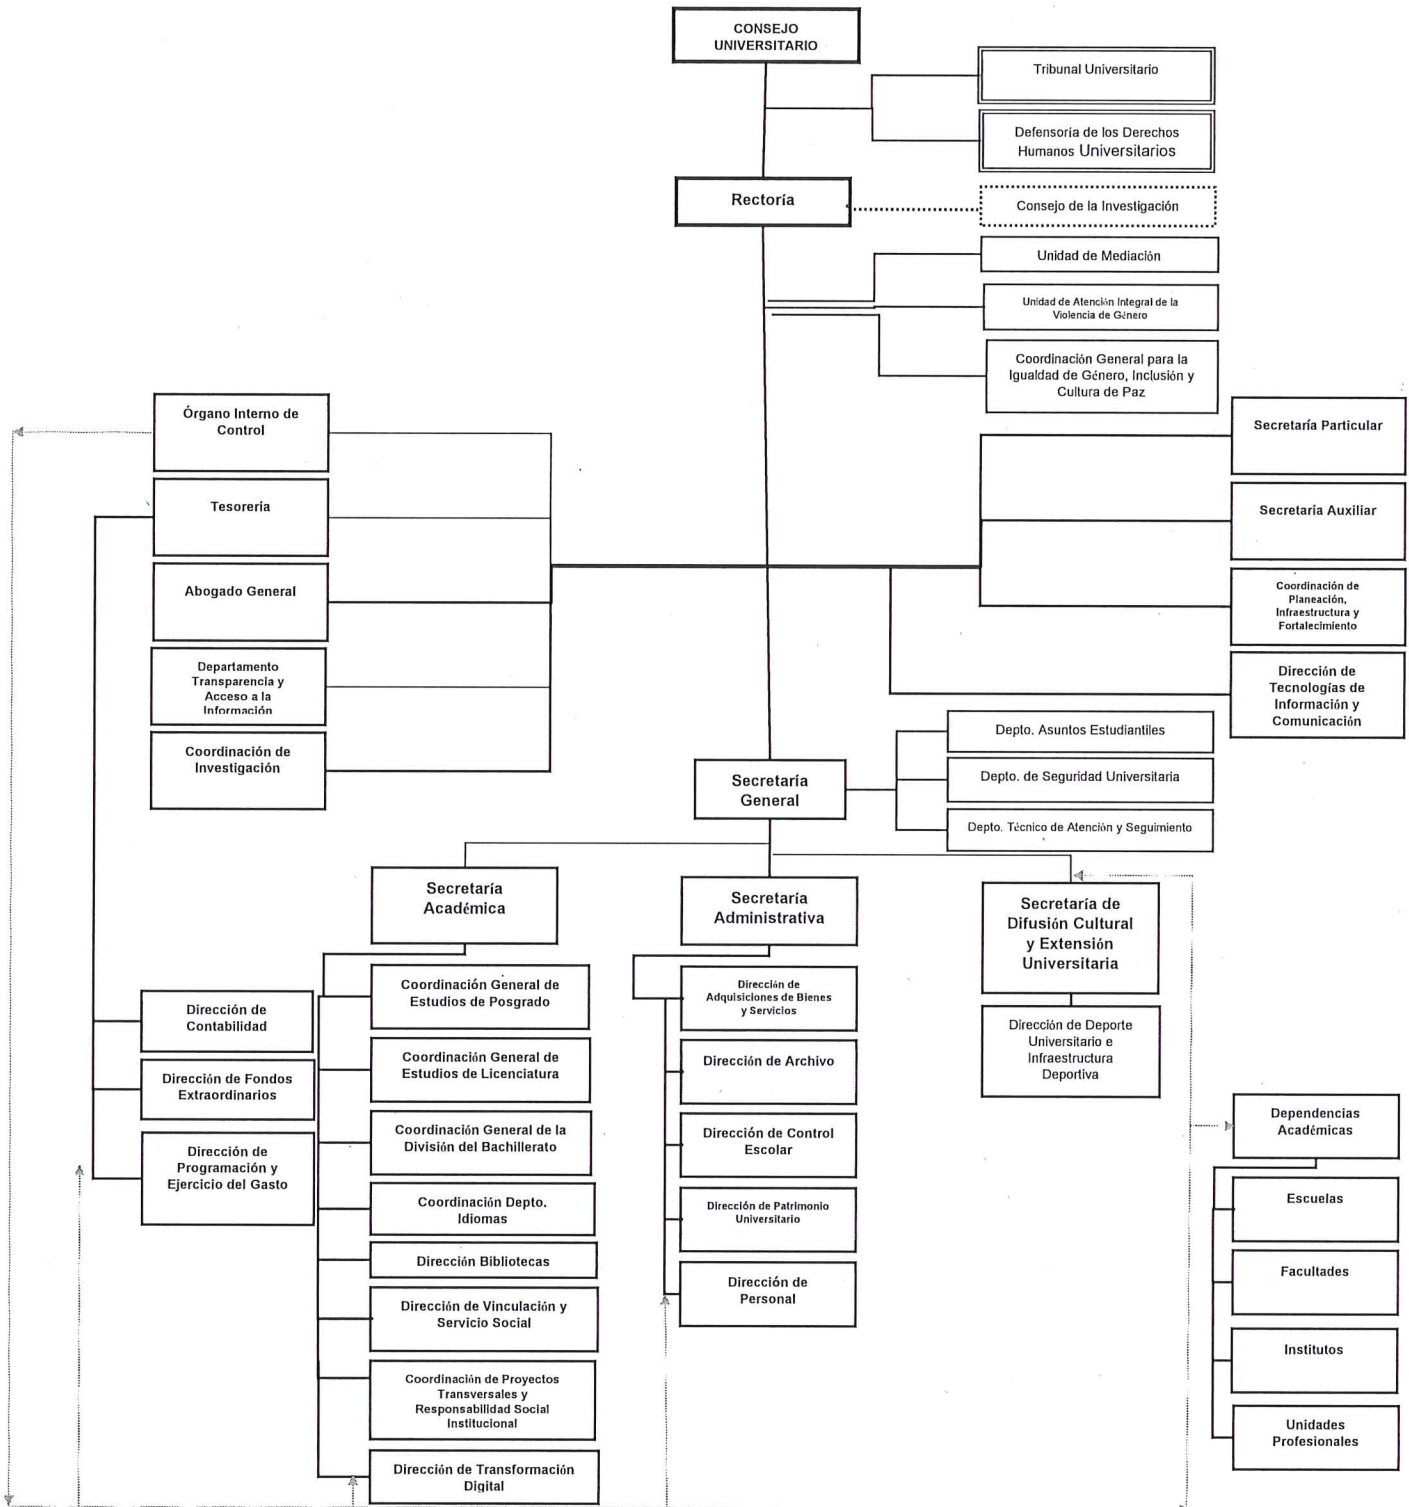 CONSEJO
UNIVERSITARIO
Tribunal Universitario
Defensoría de los Derechos
Humanos Universitarios
Rectoría
Consejo de la Investigación
Unidad de Mediación
Unidad de Atención Integral de la
Violencia de Género
Coordinación General para la
Igualdad de Género, Inclusión y
Cultura de Paz
Órgano Interno de
Control
Tesorería
Abogado General
Departamento
Transparencia y
Acceso a la
Información
Coordinación de
Investigación
Secretaría Particular
Secretaría Auxiliar
Coordinación de
Planeación,
Infraestructura y
Fortalecimiento
Dirección de
Tecnologías de
Información y
Comunicación
Secretaría
General
Depto. Asuntos Estudiantiles
Depto. de Seguridad Universitaria
Depto. Técnico de Atención y Seguimiento
Secretaría
Académica
Secretaría
Administrativa
Secretaría de
Difusión Cultural
y Extensión
Universitaria
Dirección de
Contabilidad
Dirección de Fondos
Extraordinarios
Dirección de
Programación y
Ejercicio del Gasto
Coordinación General de
Estudios de Posgrado
Coordinación General de
Estudios de Licenciatura
Coordinación General de la
División del Bachillerato
Coordinación Depto.
Idiomas
Dirección Bibliotecas
Dirección de Vinculación y
Servicio Social
Coordinación de Proyectos
Transversales y
Responsabilidad Social
Institucional
Dirección de Transformación
Digital
Dirección de
Adquisiciones de Bienes
y Servicios
Dirección de Archivo
Dirección de Control
Escolar
Dirección de Patrimonio
Universitario
Dirección de
Personal
Dirección de Deporte
Universitario e
Infraestructura
Deportiva
Dependencias
Académicas
Escuelas
Facultades
Institutos
Unidades
Profesionales